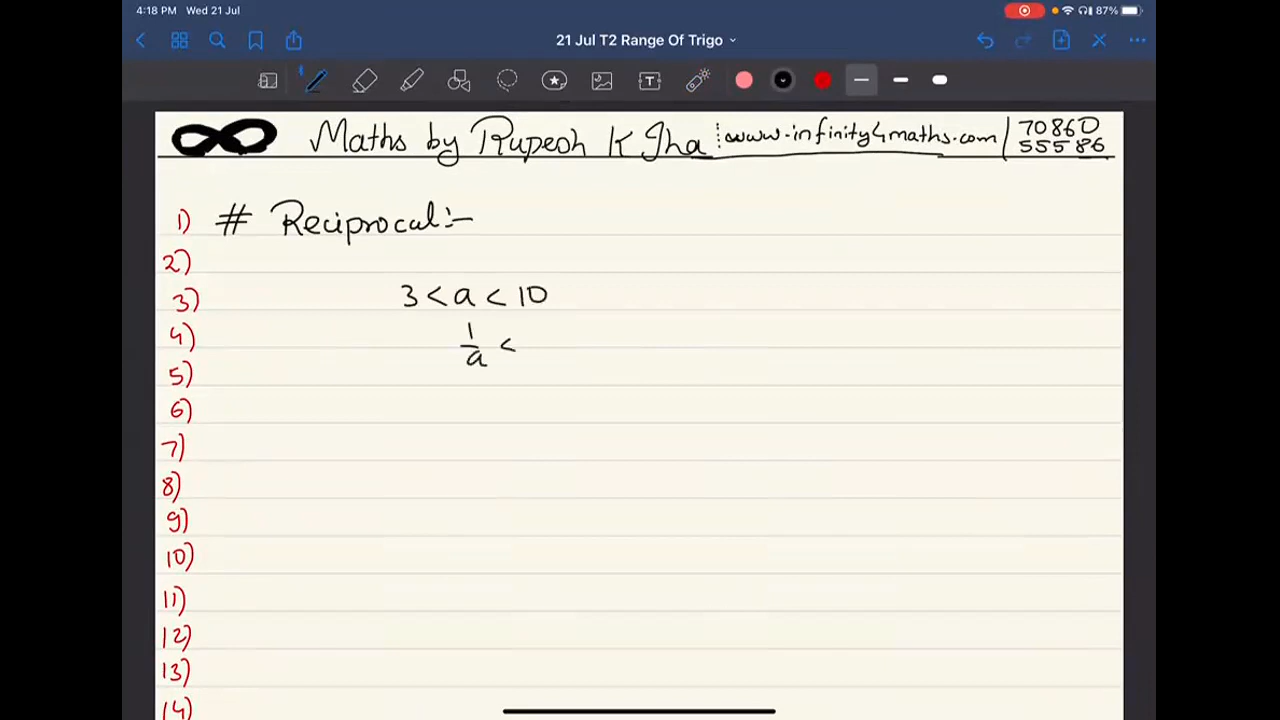 4:18 PM Wed 21 Jul
87%
21 Jul T2 Range Of Trigo
Maths by Rupesh K Jha www.infinity4maths.com 70860 55586
1) # Reciprocal:-
2)
3) 3 < a < 10
4) 1/a <
5)
6)
7)
8)
9)
10)
11)
12)
13)
14)